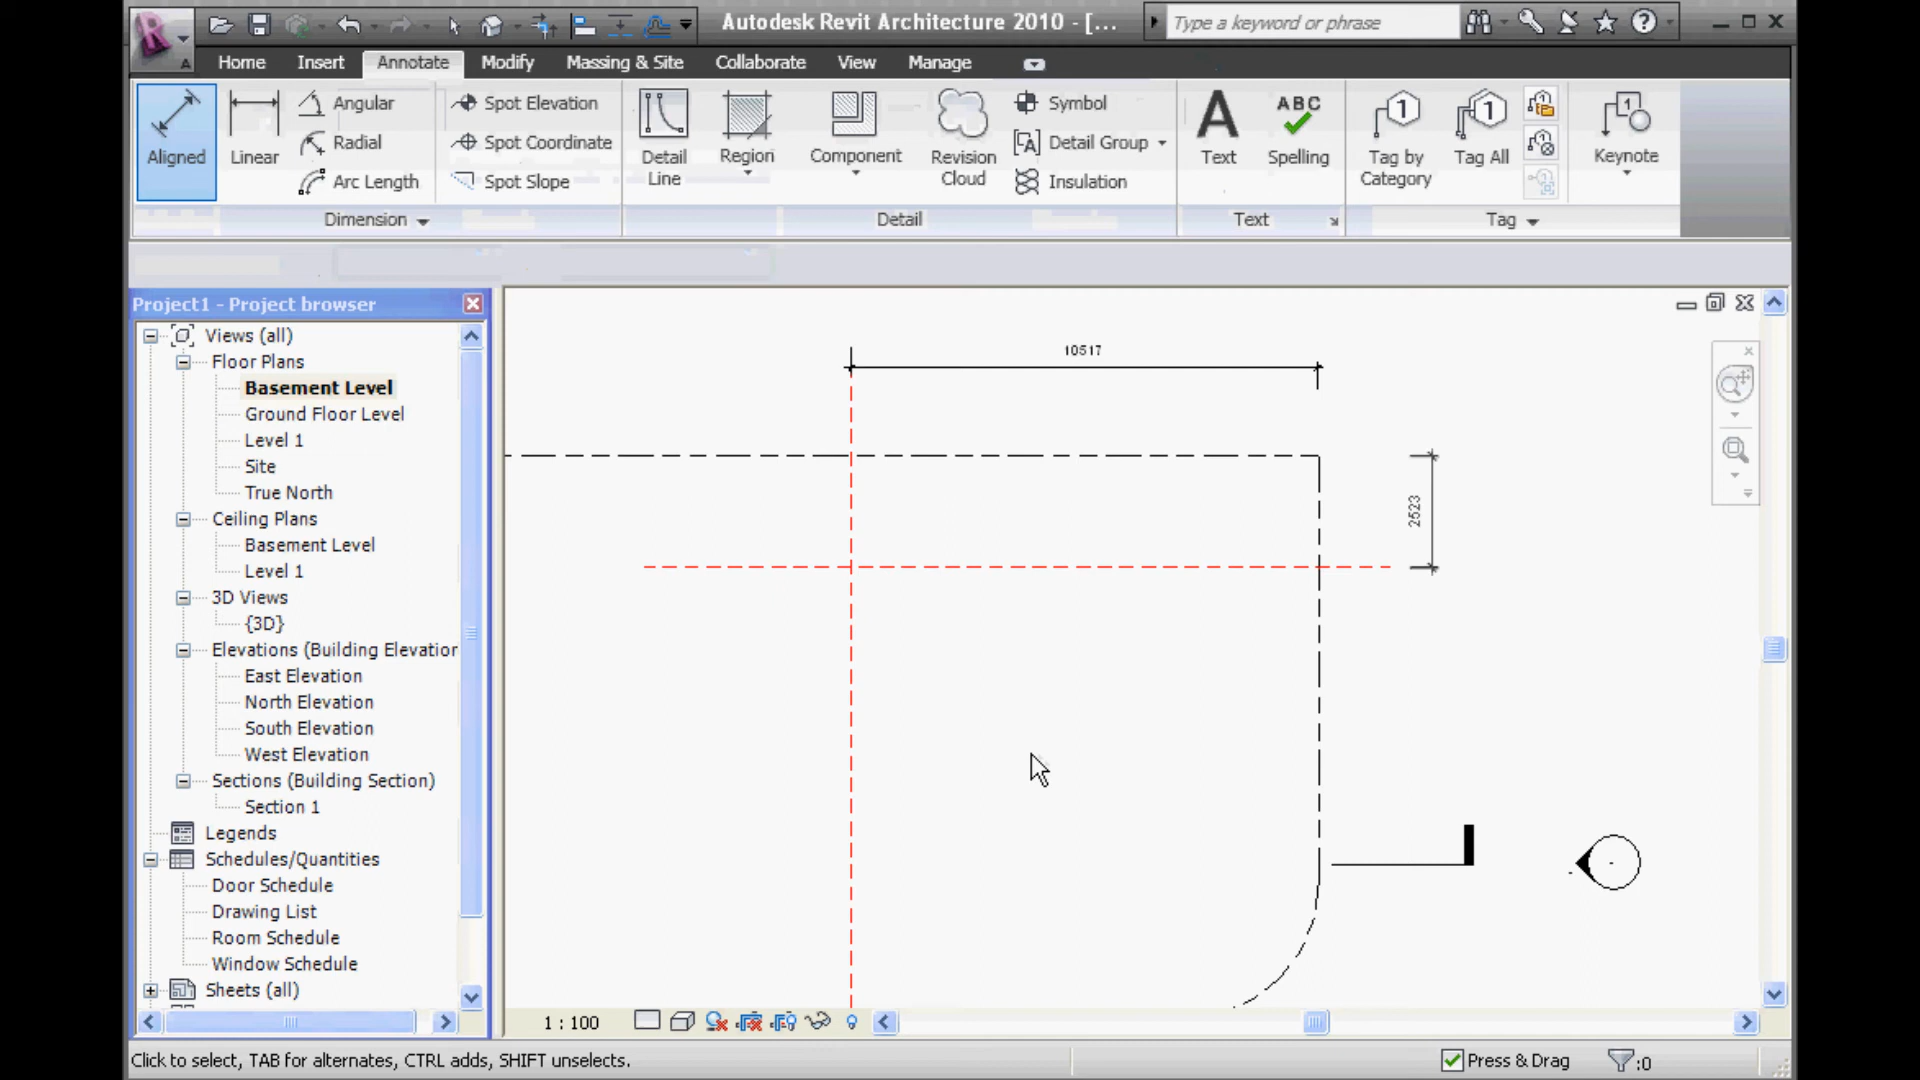 Autodesk Revit Architecture 2010 - [...
Type a keyword or phrase
Home Insert Annotate Modify Massing & Site Collaborate View Manage
Aligned
Linear
Angular
Radial
Arc Length
Spot Elevation
Spot Coordinate
Spot Slope
Detail
Line
Region
Component
Revision
Cloud
Symbol
Detail Group
Insulation
A
Text
ABC
Spelling
Tag by
Category
Tag All
Keynote
Dimension
Detail
Text
Tag
Project1 - Project browser
Views (all)
Floor Plans
Basement Level
Ground Floor Level
Level 1
Site
True North
Ceiling Plans
Basement Level
Level 1
3D Views
{3D}
Elevations (Building Elevation
East Elevation
North Elevation
South Elevation
West Elevation
Sections (Building Section)
Section 1
Legends
Schedules/Quantities
Door Schedule
Drawing List
Room Schedule
Window Schedule
Sheets (all)
10517
2523
1 : 100
Click to select, TAB for alternates, CTRL adds, SHIFT unselects.
Press & Drag
:0